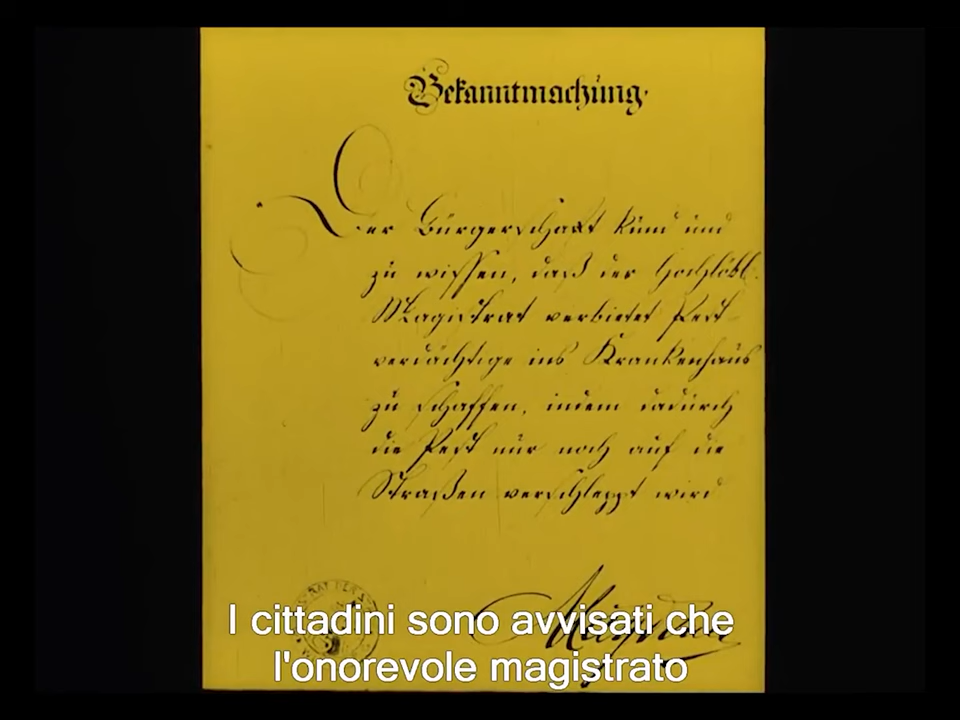 Bekanntmachung.
Der Bürgerschaft kund und
zu wissen, daß der Hochlöbl.
Magistrat verbietet Pest
verdächtige ins Krankenhaus
zu schaffen, indem dadurch
die Pest nur noch auf die
Straßen verschleppt wird
I cittadini sono avvisati che
l'onorevole magistrato